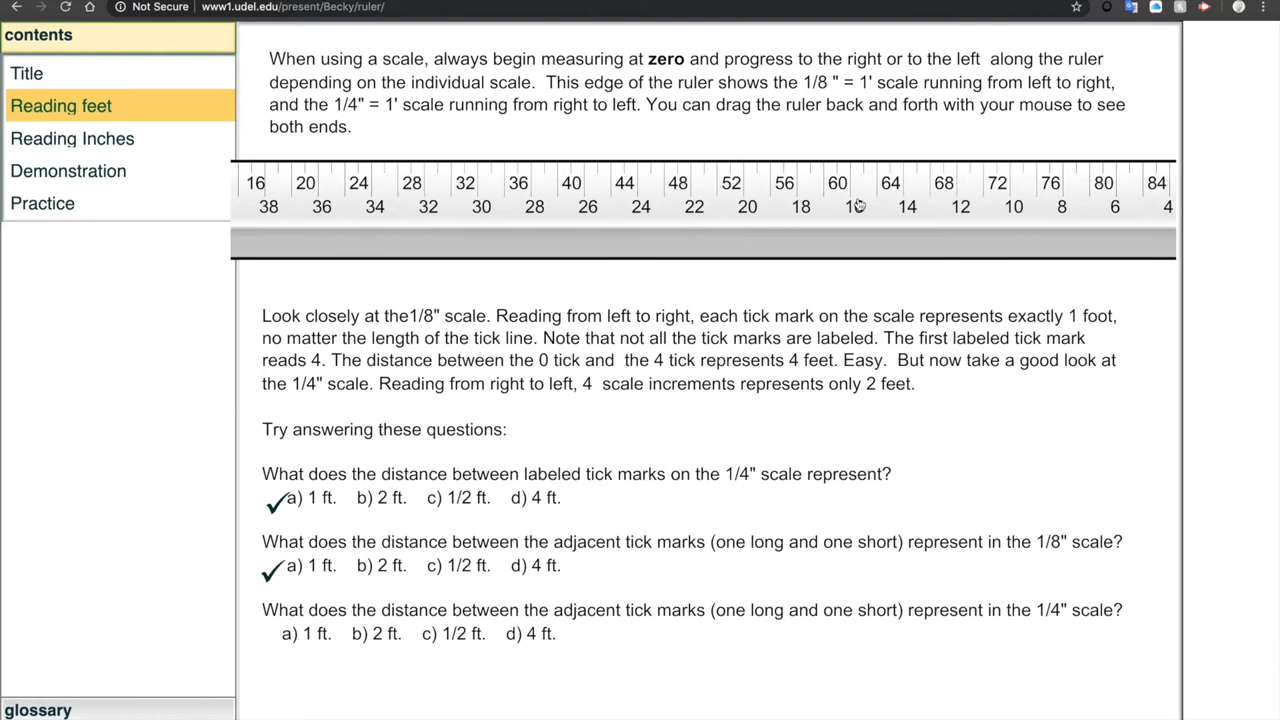 Not Secure www1.udel.edu/present/Becky/ruler/
contents
Title
Reading feet
Reading Inches
Demonstration
Practice
When using a scale, always begin measuring at zero and progress to the right or to the left along the ruler
depending on the individual scale. This edge of the ruler shows the 1/8 " = 1' scale running from left to right,
and the 1/4" = 1' scale running from right to left. You can drag the ruler back and forth with your mouse to see
both ends.
16 20 24 28 32 36 40 44 48 52 56 60 64 68 72 76 80 84
38 36 34 32 30 28 26 24 22 20 18 14 12 10 8 6 4
Look closely at the1/8" scale. Reading from left to right, each tick mark on the scale represents exactly 1 foot,
no matter the length of the tick line. Note that not all the tick marks are labeled. The first labeled tick mark
reads 4. The distance between the 0 tick and the 4 tick represents 4 feet. Easy. But now take a good look at
the 1/4" scale. Reading from right to left, 4 scale increments represents only 2 feet.
Try answering these questions:
What does the distance between labeled tick marks on the 1/4" scale represent?
a) 1 ft. b) 2 ft. c) 1/2 ft. d) 4 ft.
What does the distance between the adjacent tick marks (one long and one short) represent in the 1/8" scale?
a) 1 ft. b) 2 ft. c) 1/2 ft. d) 4 ft.
What does the distance between the adjacent tick marks (one long and one short) represent in the 1/4" scale?
a) 1 ft. b) 2 ft. c) 1/2 ft. d) 4 ft.
glossary